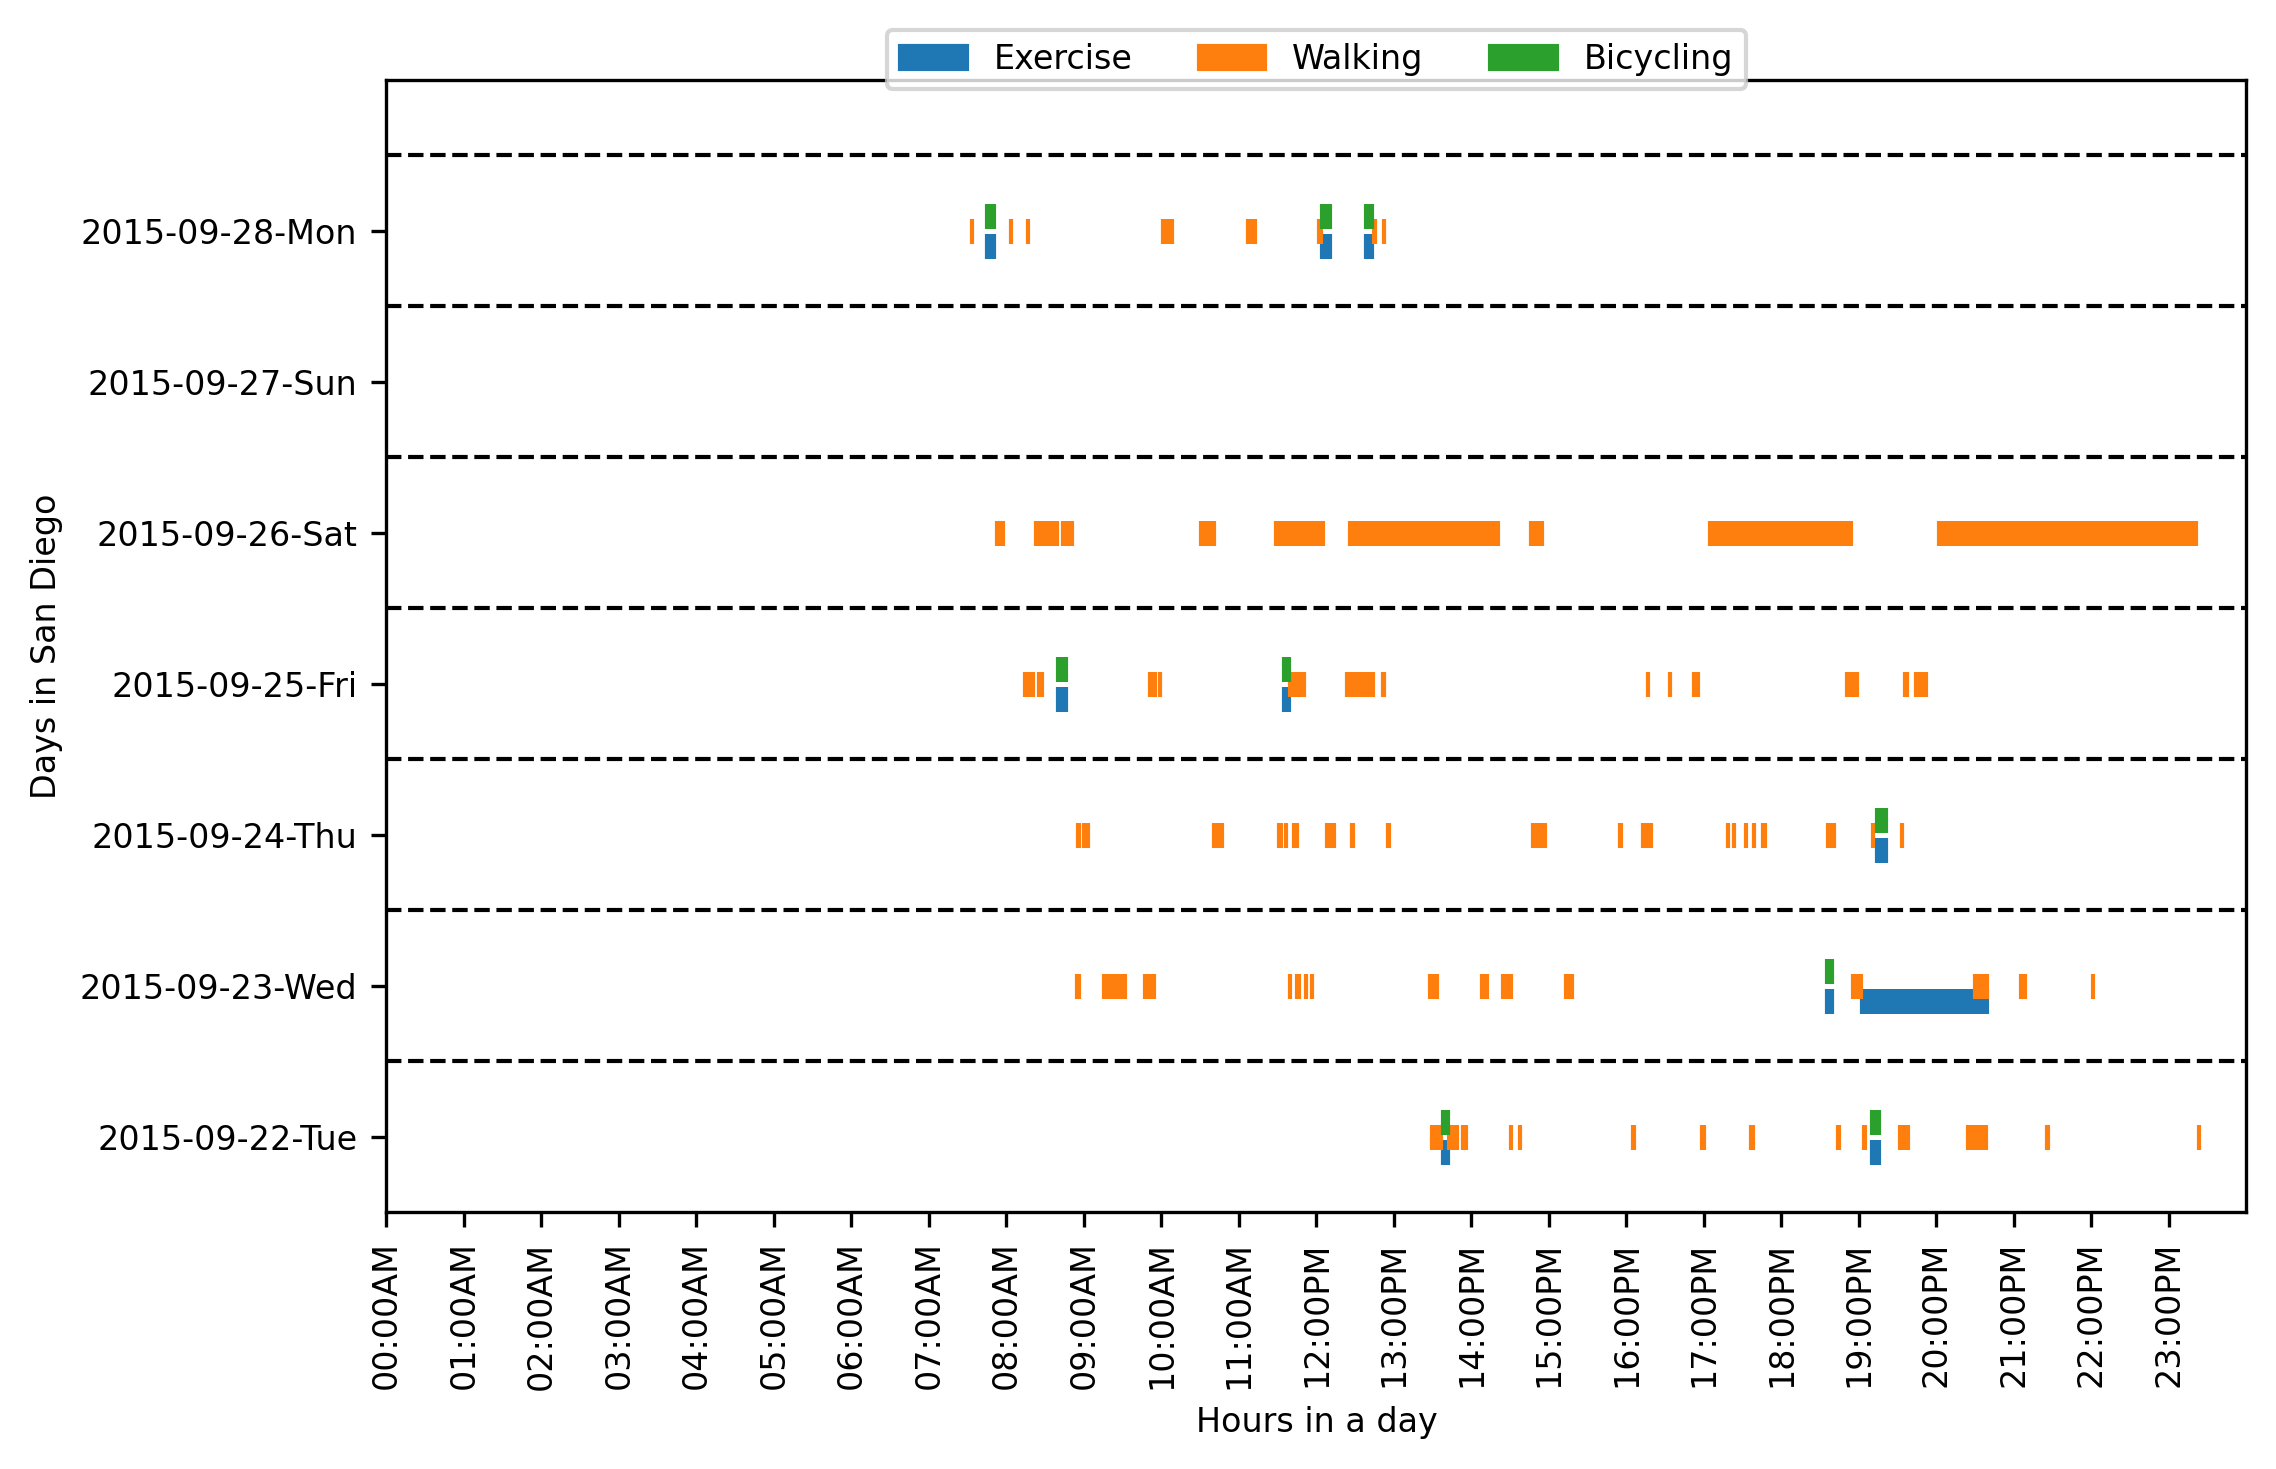 Exercise Walking Bicycling
Days in San Diego
2015-09-28-Mon
2015-09-27-Sun
2015-09-26-Sat
2015-09-25-Fri
2015-09-24-Thu
2015-09-23-Wed
2015-09-22-Tue
00:00AM
01:00AM
02:00AM
03:00AM
04:00AM
05:00AM
06:00AM
07:00AM
08:00AM
09:00AM
10:00AM
11:00AM
12:00PM
13:00PM
14:00PM
15:00PM
16:00PM
17:00PM
18:00PM
19:00PM
20:00PM
21:00PM
22:00PM
23:00PM
Hours in a day